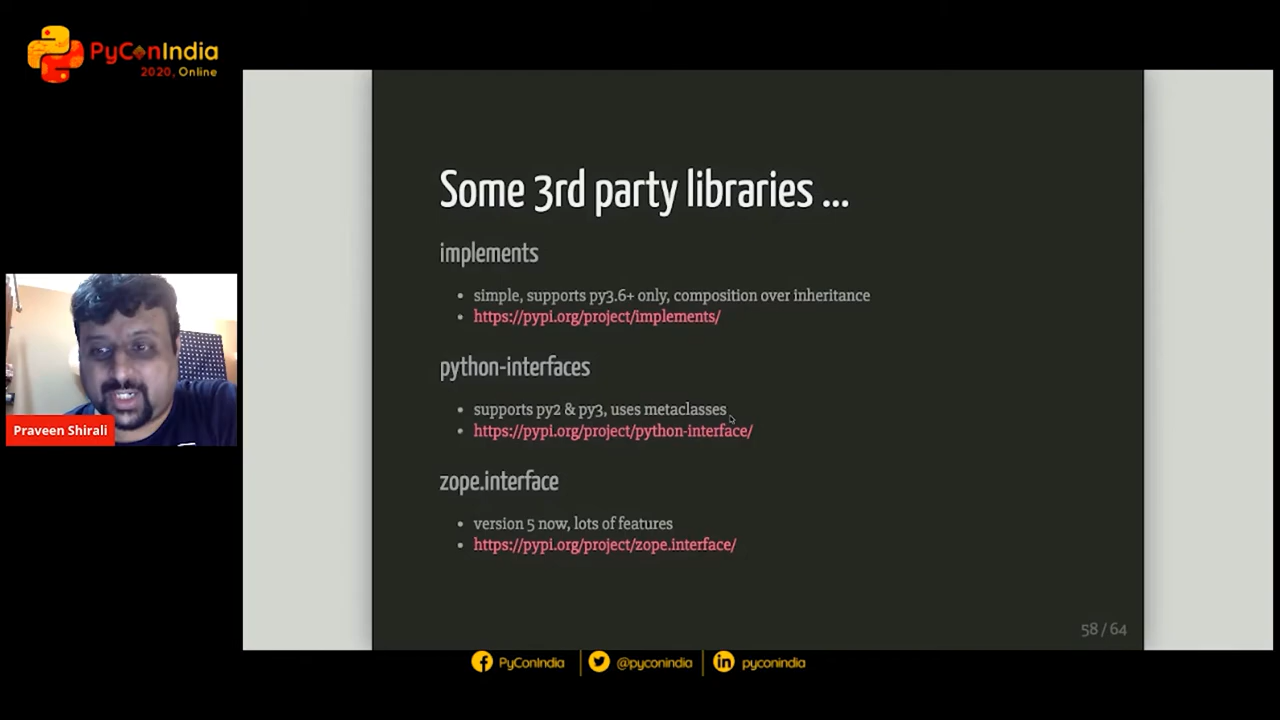 PyConIndia
2020, Online
Some 3rd party libraries ...
implements
• simple, supports py3.6+ only, composition over inheritance
• https://pypi.org/project/implements/
python-interfaces
• supports py2 & py3, uses metaclasses
• https://pypi.org/project/python-interface/
zope.interface
• version 5 now, lots of features
• https://pypi.org/project/zope.interface/
58 / 64
Praveen Shirali
PyConIndia
@pyconindia
pyconindia